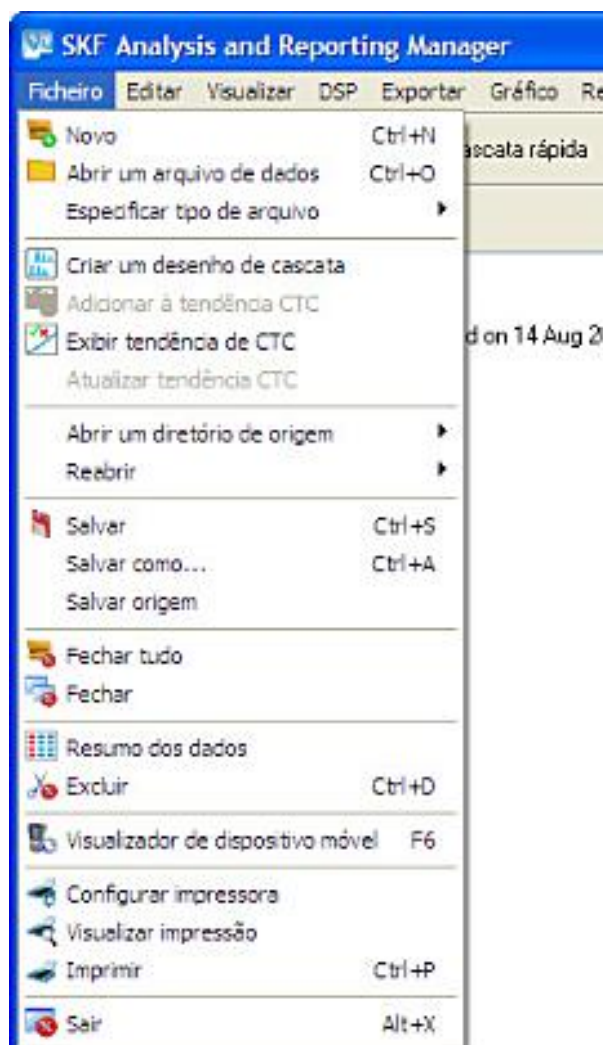 SKF Analysis and Reporting Manager
Ficheiro Editar Visualizar DSP Exportar Gráfico Re
Novo Ctrl+N
ascata rápida
Abrir um arquivo de dados Ctrl+O
Especificar tipo de arquivo
Criar um desenho de cascata
Adicionar à tendência CTC
Exibir tendência de CTC
d on 14 Aug 20
Atualizar tendência CTC
Abrir um diretório de origem
Reabrir
Salvar Ctrl+S
Salvar como... Ctrl+A
Salvar origem
Fechar tudo
Fechar
Resumo dos dados
Excluir Ctrl+D
Visualizador de dispositivo móvel F6
Configurar impressora
Visualizar impressão
Imprimir Ctrl+P
Sair Alt+X